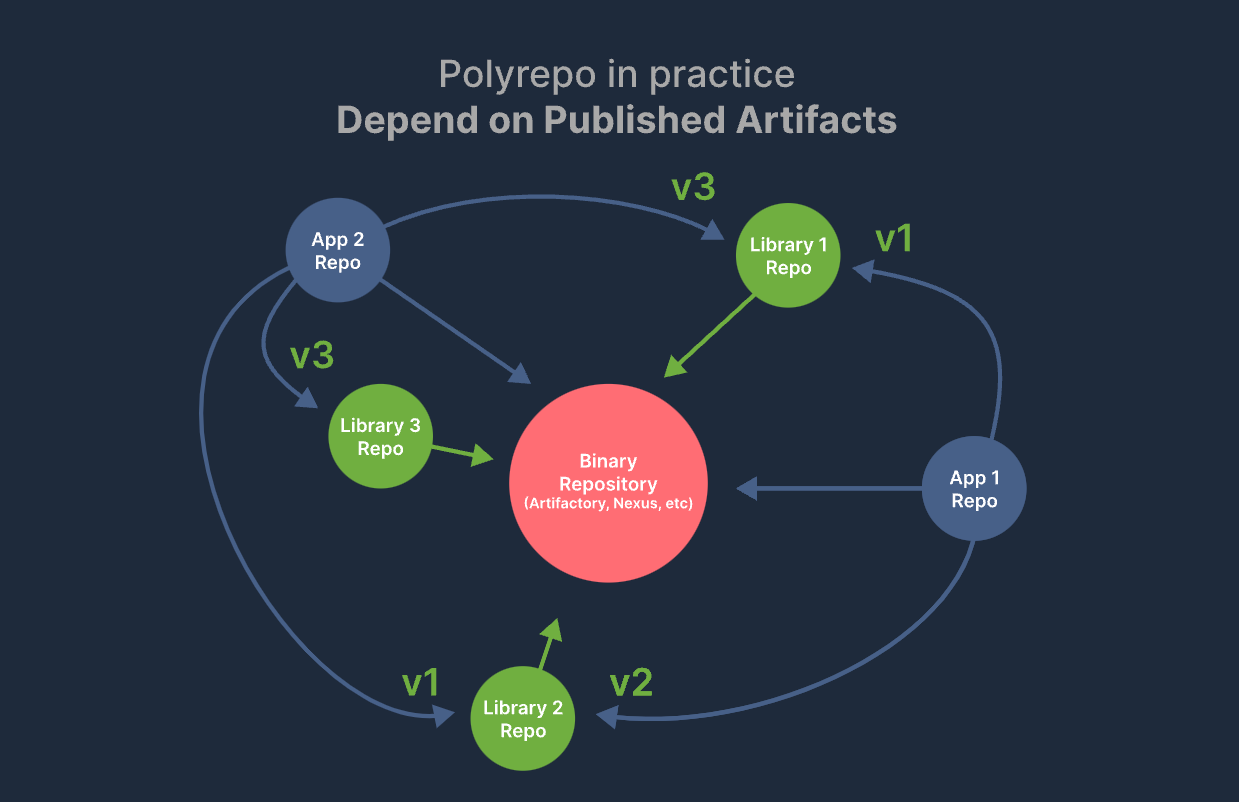 Polyrepo in practice
Depend on Published Artifacts
v3
App 2
Repo
Library 1
Repo
v1
v3
Library 3
Repo
Binary
Repository
(Artifactory, Nexus, etc)
App 1
Repo
v1
v2
Library 2
Repo